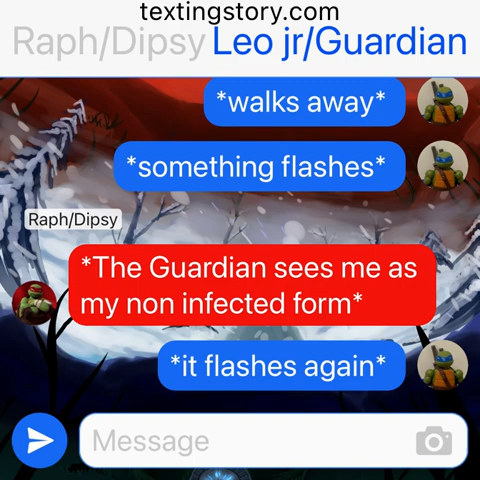 textingstory.com
Raph/Dipsy Leo jr/Guardian
*walks away*
*something flashes*
Raph/Dipsy
*The Guardian sees me as
my non infected form*
*it flashes again*
Message